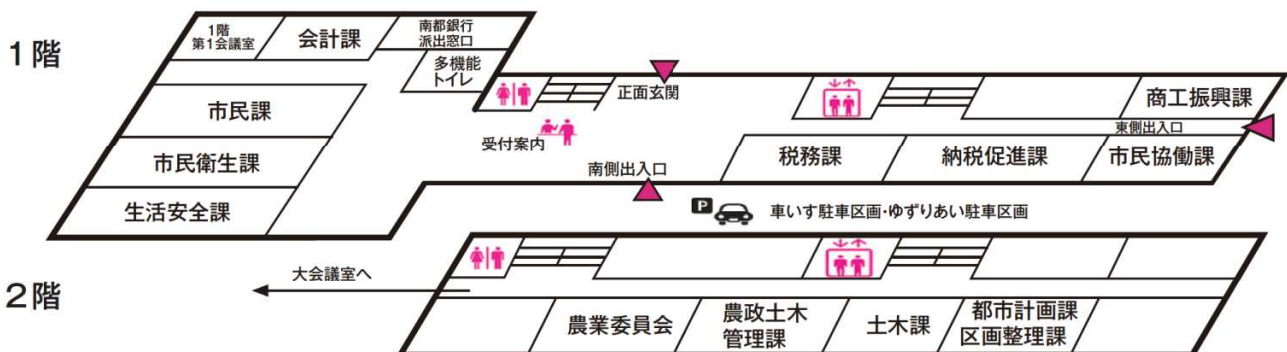 1階
1階
第1会議室
会計課
南都銀行
派出窓口
多機能
トイレ
市民課
市民衛生課
生活安全課
正面玄関
受付案内
南側出入口
商工振興課
東側出入口
税務課
納税促進課
市民協働課
P
車いす駐車区画・ゆずりあい駐車区画
2階
大会議室へ
農業委員会
農政土木
管理課
土木課
都市計画課
区画整理課